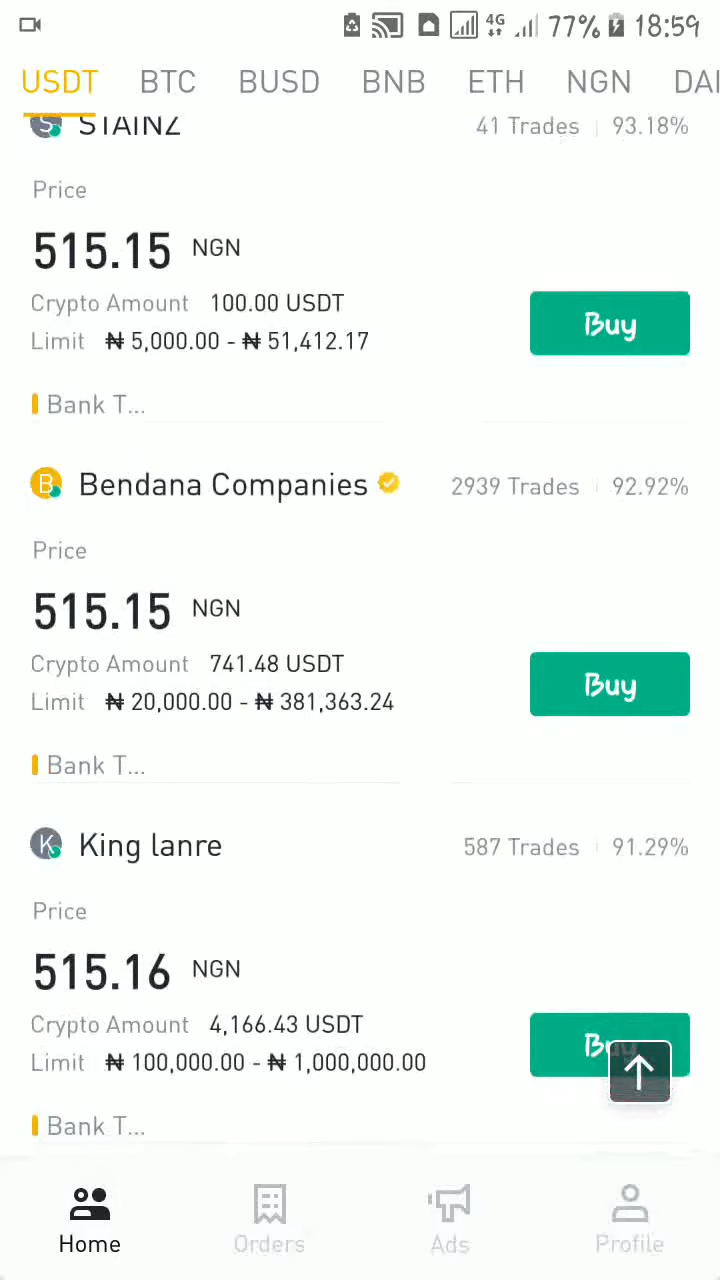 4G 77% 18:59
USDT BTC BUSD BNB ETH NGN DAI
S STAINZ 41 Trades 93.18%
Price
515.15 NGN
Crypto Amount 100.00 USDT
Limit ₦ 5,000.00 - ₦ 51,412.17
Buy
Bank T...
B Bendana Companies 2939 Trades 92.92%
Price
515.15 NGN
Crypto Amount 741.48 USDT
Limit ₦ 20,000.00 - ₦ 381,363.24
Buy
Bank T...
K King lanre 587 Trades 91.29%
Price
515.16 NGN
Crypto Amount 4,166.43 USDT
Limit ₦ 100,000.00 - ₦ 1,000,000.00
Buy
Bank T...
Home Orders Ads Profile